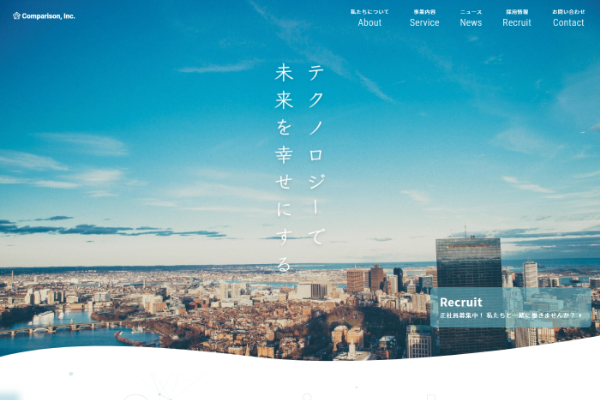 Comparison, Inc.
私たちについて
About
事業内容
Service
ニュース
News
採用情報
Recruit
お問い合わせ
Contact
テクノロジーで
未来を幸せにする
Recruit
正社員募集中！私たちと一緒に働きませんか？